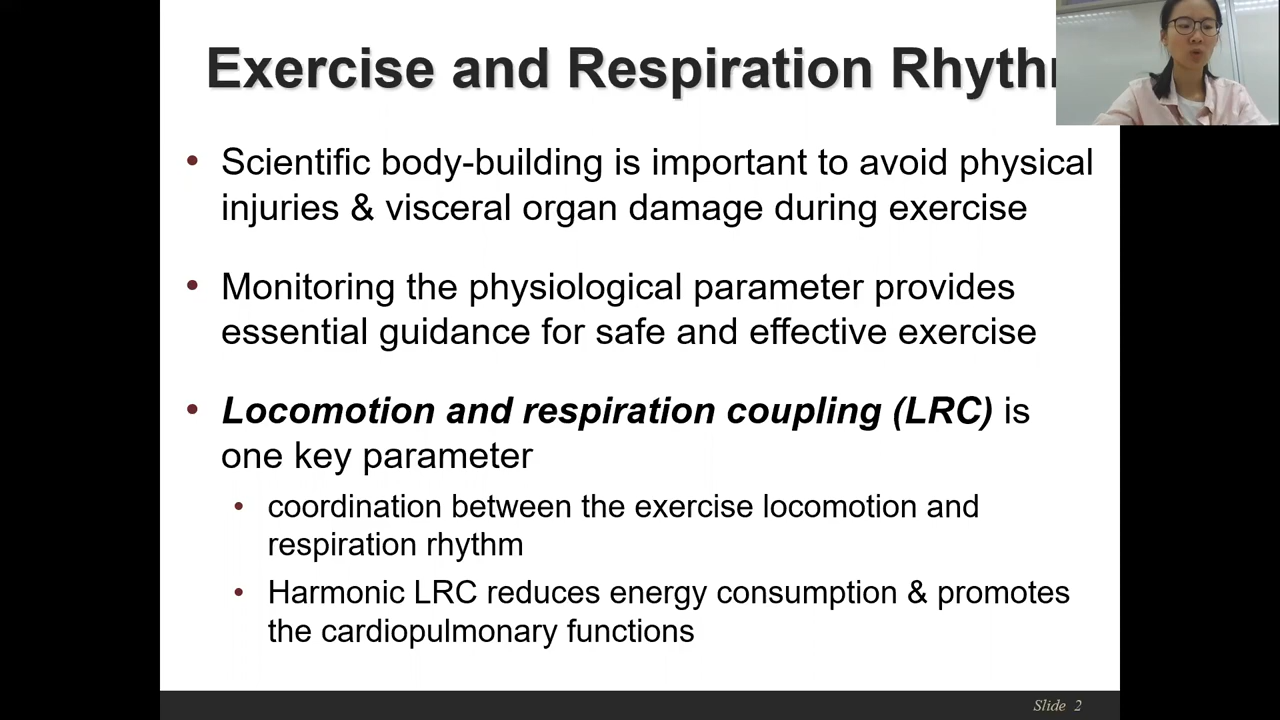 Exercise and Respiration Rhyth
• Scientific body-building is important to avoid physical
injuries & visceral organ damage during exercise
• Monitoring the physiological parameter provides
essential guidance for safe and effective exercise
• Locomotion and respiration coupling (LRC) is
one key parameter
• coordination between the exercise locomotion and
respiration rhythm
• Harmonic LRC reduces energy consumption & promotes
the cardiopulmonary functions
Slide 2